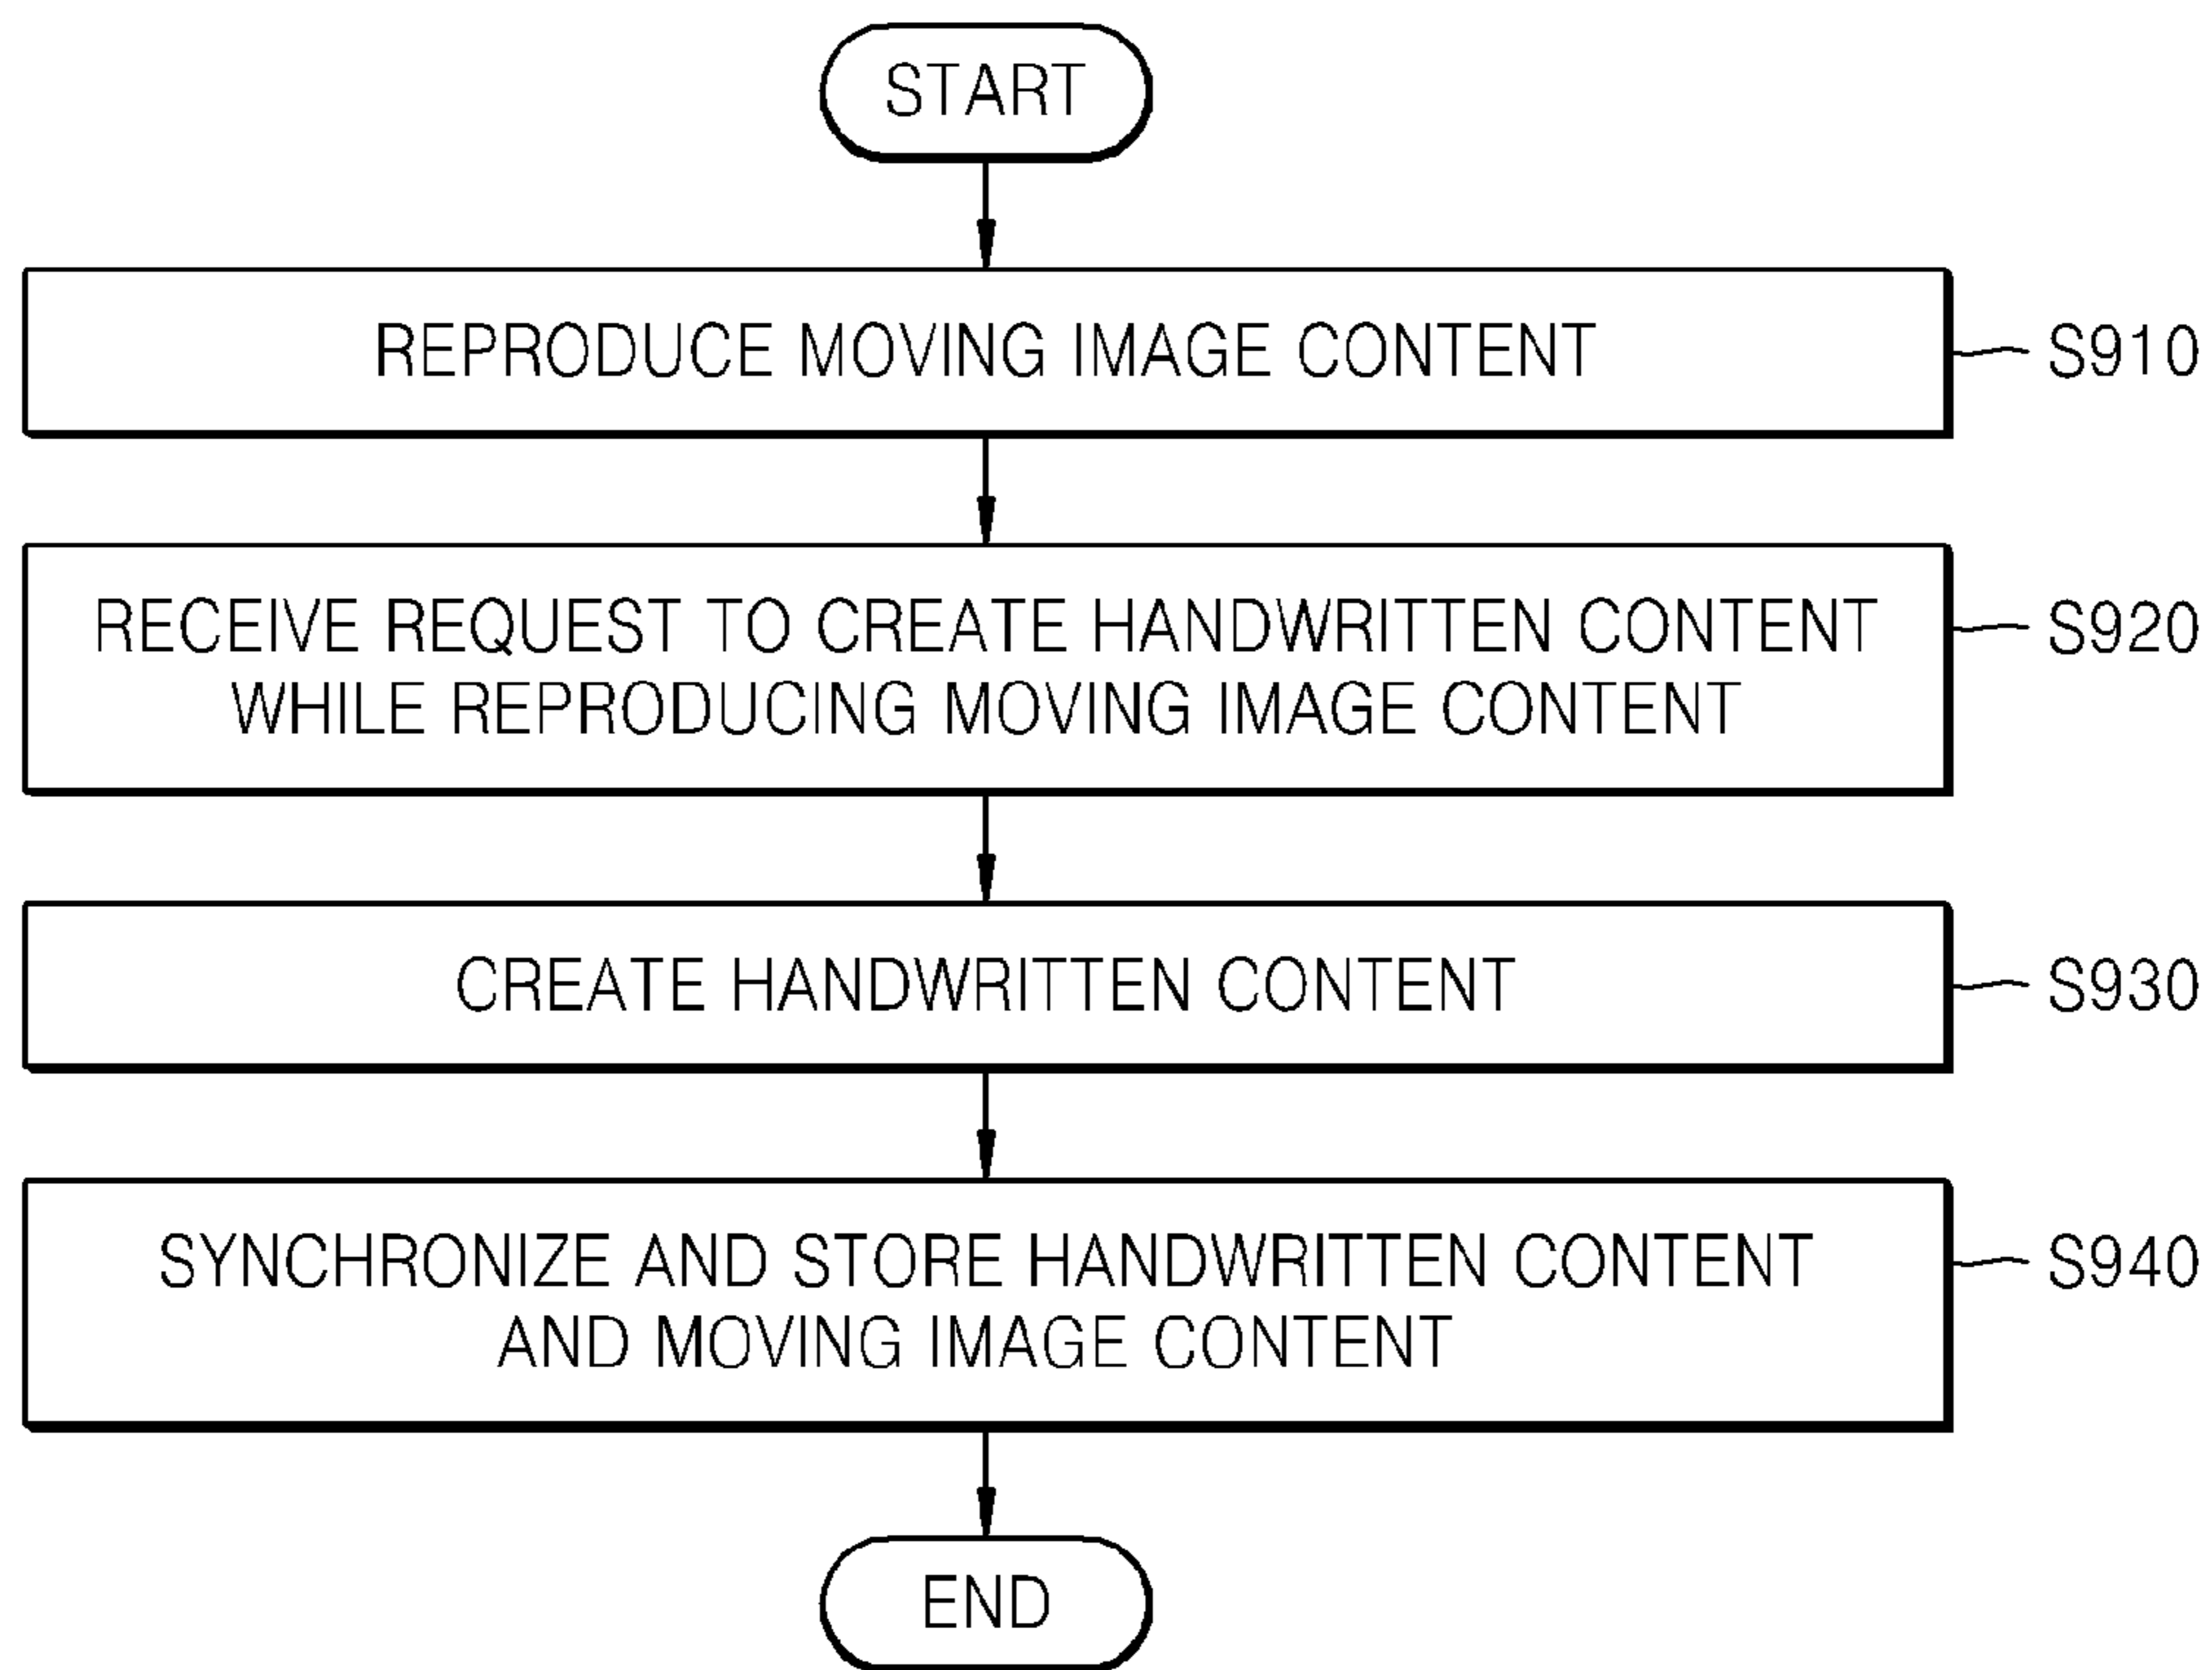 START
REPRODUCE MOVING IMAGE CONTENT
S910
RECEIVE REQUEST TO CREATE HANDWRITTEN CONTENT
WHILE REPRODUCING MOVING IMAGE CONTENT
S920
CREATE HANDWRITTEN CONTENT
S930
SYNCHRONIZE AND STORE HANDWRITTEN CONTENT
AND MOVING IMAGE CONTENT
S940
END